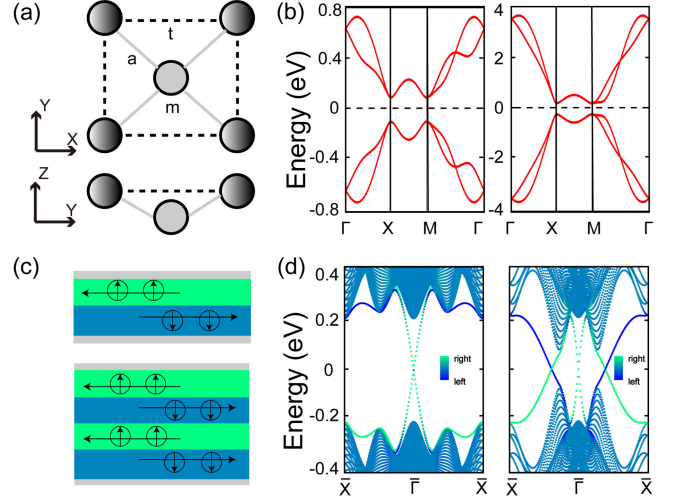 (a)
t
a
m
Y
X
Z
Y
(b)
Energy (eV)
0.8
0.4
0
-0.4
-0.8
Γ X M Γ
4
2
0
-2
-4
Γ X M Γ
(c)
(d)
Energy (eV)
0.4
0.2
0
-0.2
-0.4
right
left
X̄ Γ̄ X̄
right
left
X̄ Γ̄ X̄